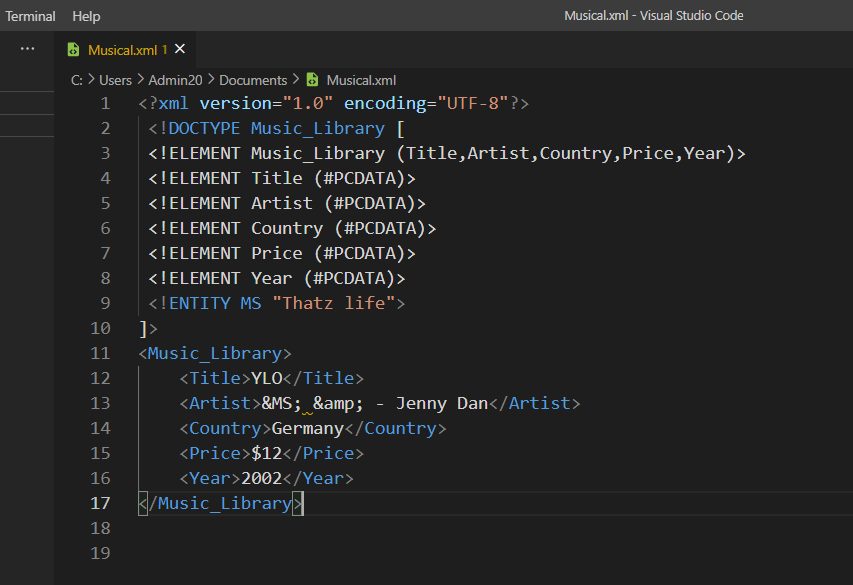 Terminal Help Musical.xml - Visual Studio Code
... Musical.xml 1 ×
C: > Users > Admin20 > Documents > Musical.xml
1 <?xml version="1.0" encoding="UTF-8"?>
2 <!DOCTYPE Music_Library [
3 <!ELEMENT Music_Library (Title,Artist,Country,Price,Year)>
4 <!ELEMENT Title (#PCDATA)>
5 <!ELEMENT Artist (#PCDATA)>
6 <!ELEMENT Country (#PCDATA)>
7 <!ELEMENT Price (#PCDATA)>
8 <!ELEMENT Year (#PCDATA)>
9 <!ENTITY MS "Thatz life">
10 ]>
11 <Music_Library>
12 <Title>YLO</Title>
13 <Artist>&MS; &amp; - Jenny Dan</Artist>
14 <Country>Germany</Country>
15 <Price>$12</Price>
16 <Year>2002</Year>
17 </Music_Library>
18
19